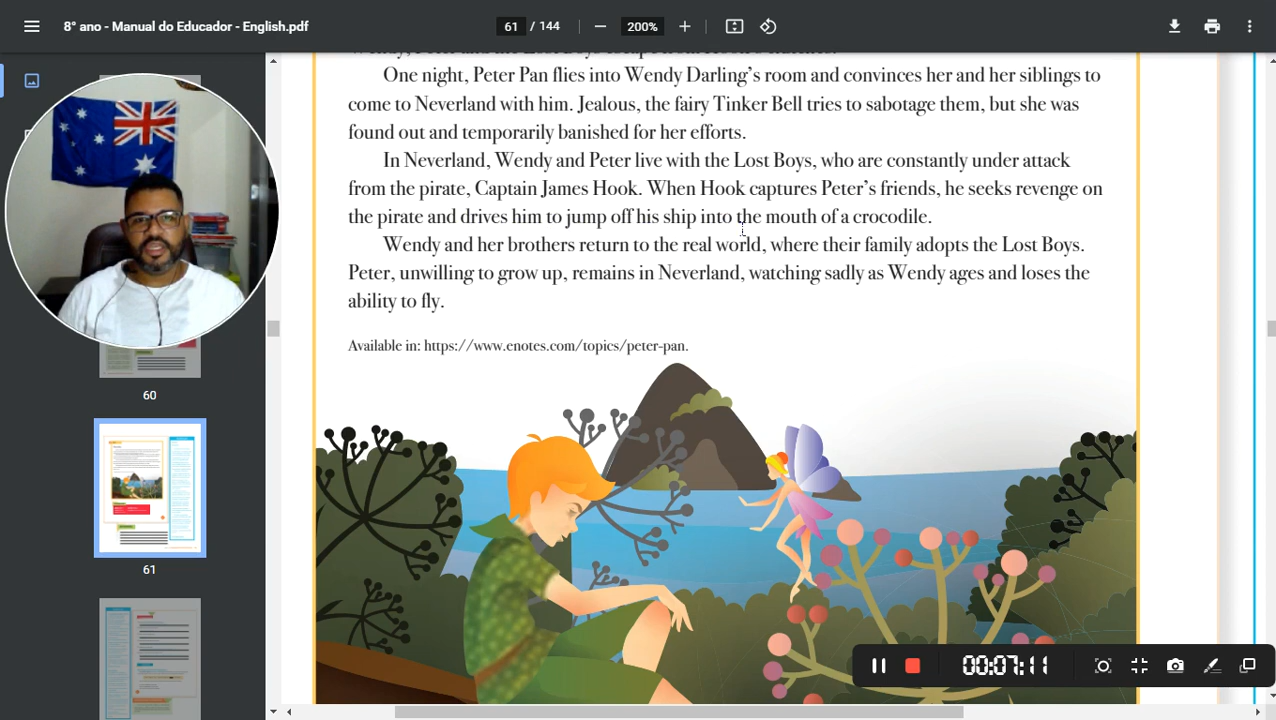 8° ano - Manual do Educador - English.pdf
61 / 144
200%
One night, Peter Pan flies into Wendy Darling's room and convinces her and her siblings to
come to Neverland with him. Jealous, the fairy Tinker Bell tries to sabotage them, but she was
found out and temporarily banished for her efforts.
In Neverland, Wendy and Peter live with the Lost Boys, who are constantly under attack
from the pirate, Captain James Hook. When Hook captures Peter's friends, he seeks revenge on
the pirate and drives him to jump off his ship into the mouth of a crocodile.
Wendy and her brothers return to the real world, where their family adopts the Lost Boys.
Peter, unwilling to grow up, remains in Neverland, watching sadly as Wendy ages and loses the
ability to fly.
Available in: https://www.enotes.com/topics/peter-pan.
60
61
00:07:11